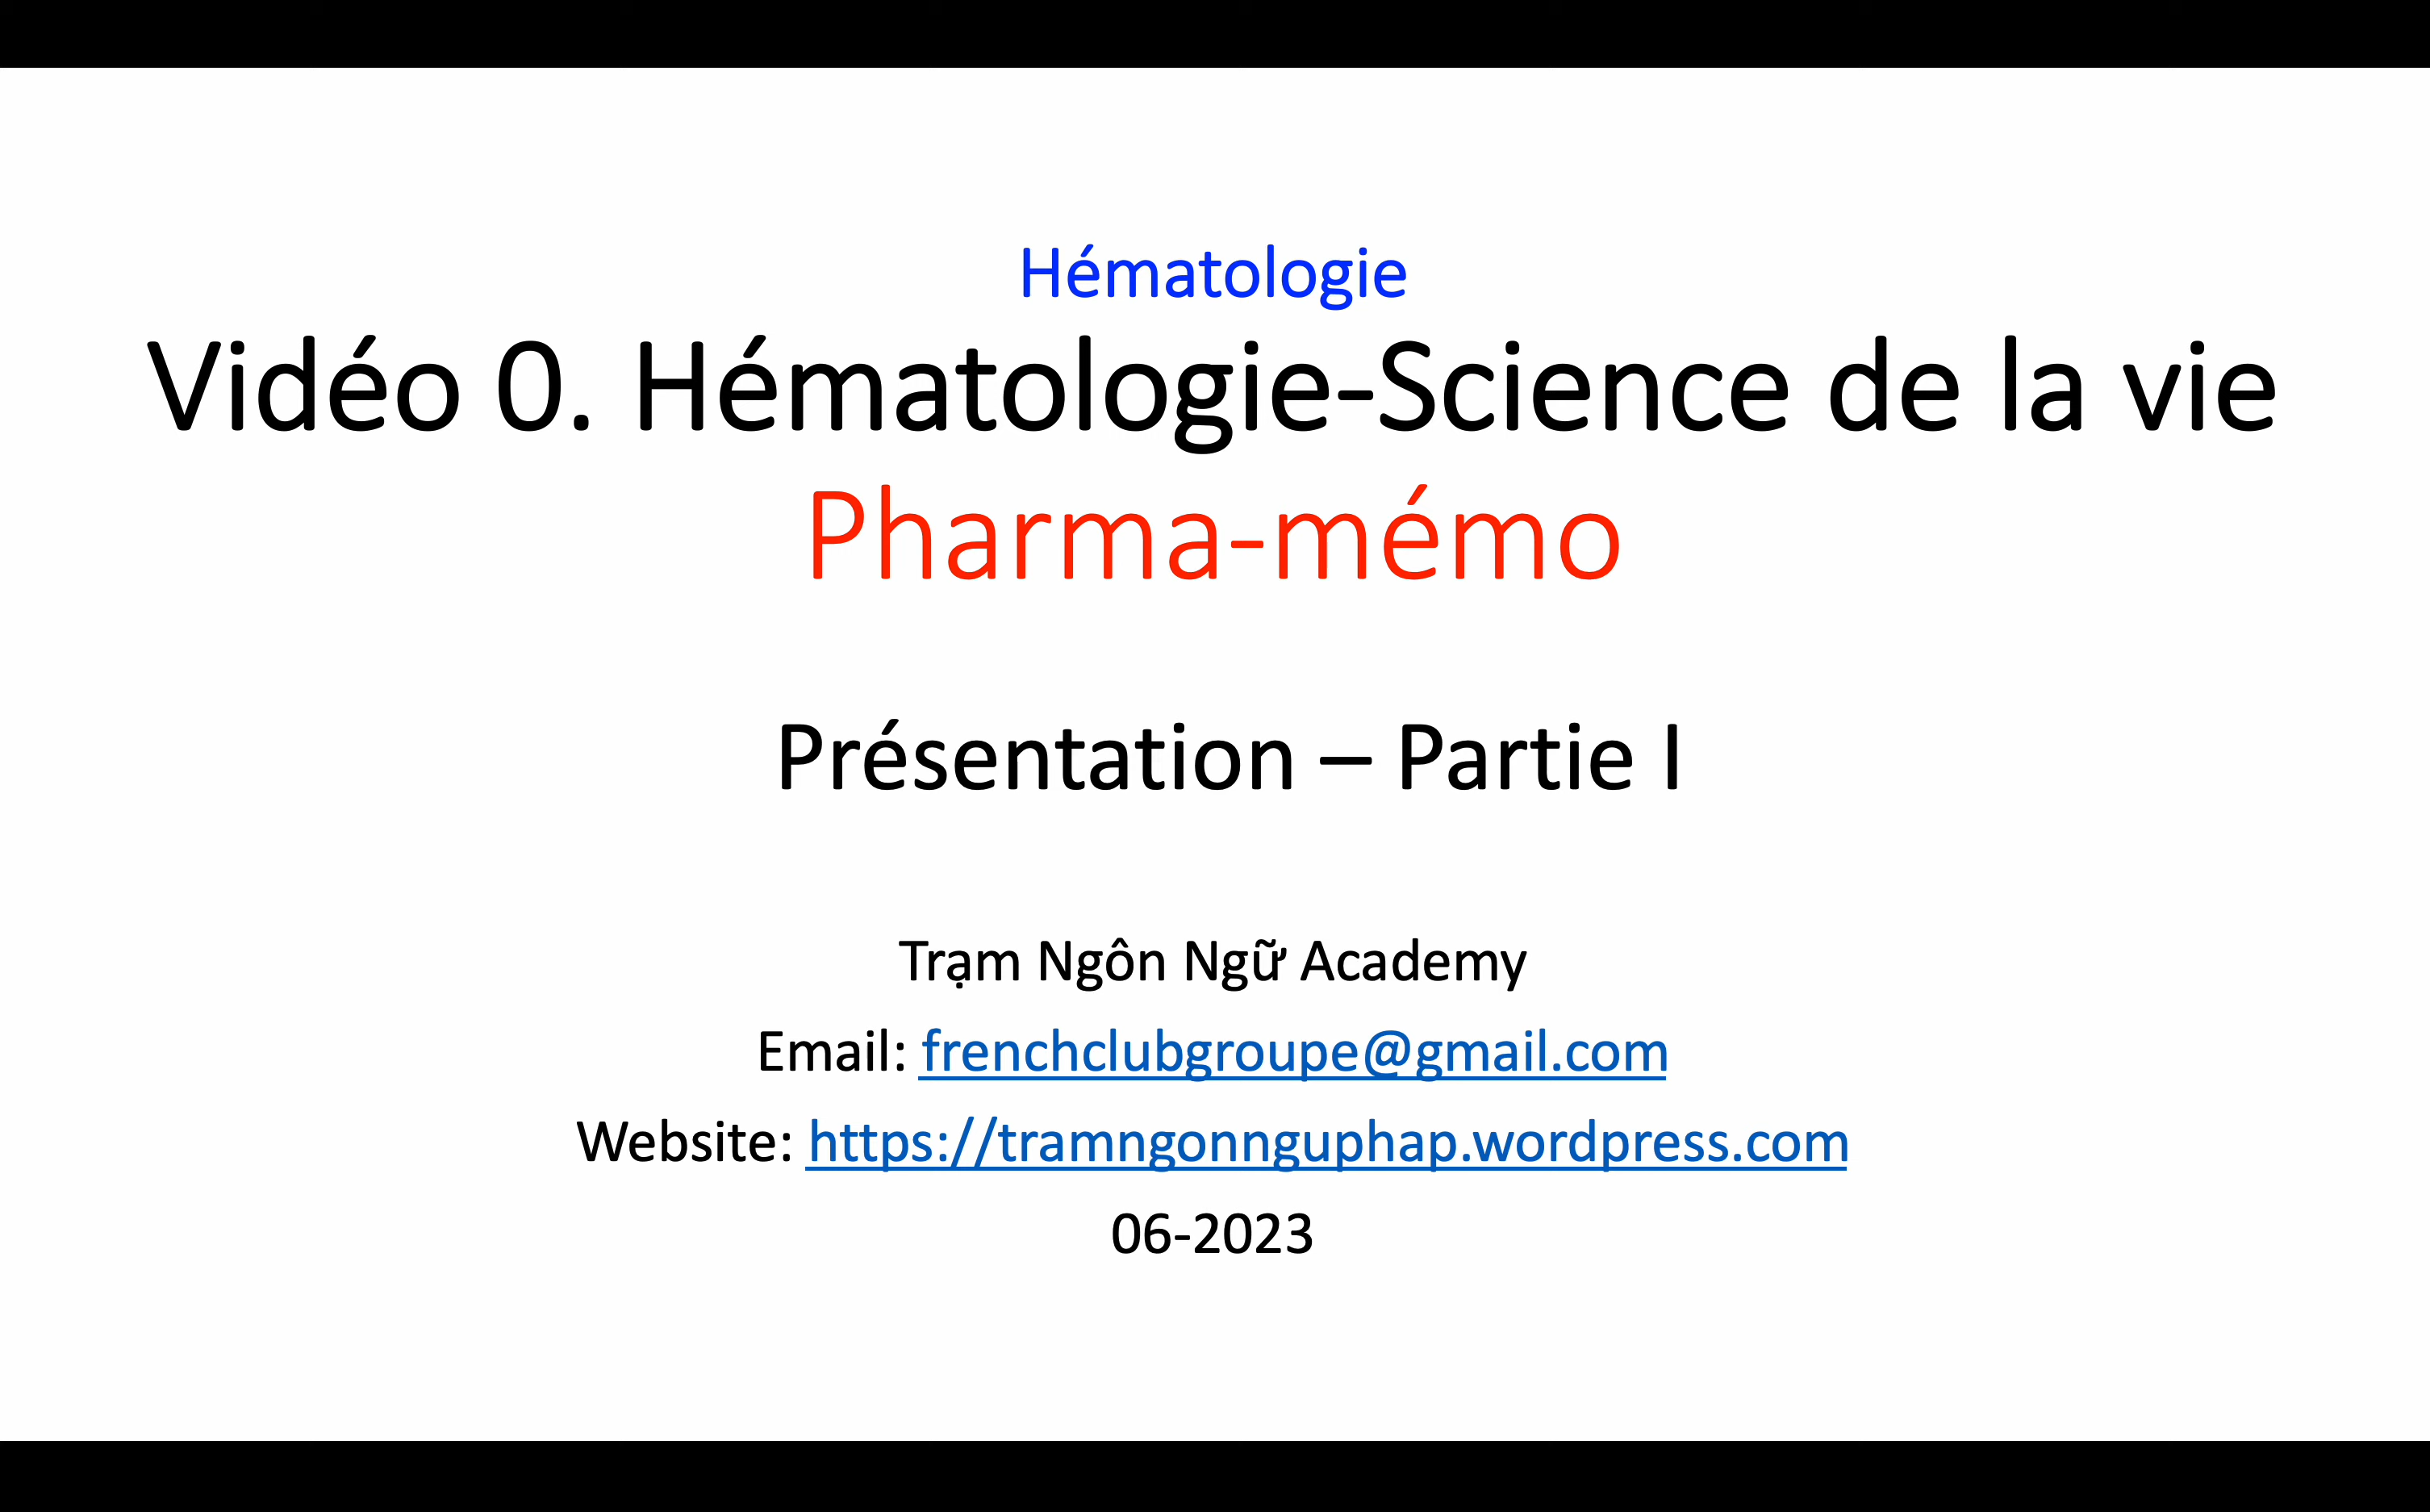 Hématologie
Vidéo 0. Hématologie-Science de la vie
Pharma-mémo
Présentation – Partie I
Trạm Ngôn Ngữ Academy
Email: frenchclubgroupe@gmail.com
Website: https://tramngonnguphap.wordpress.com
06-2023